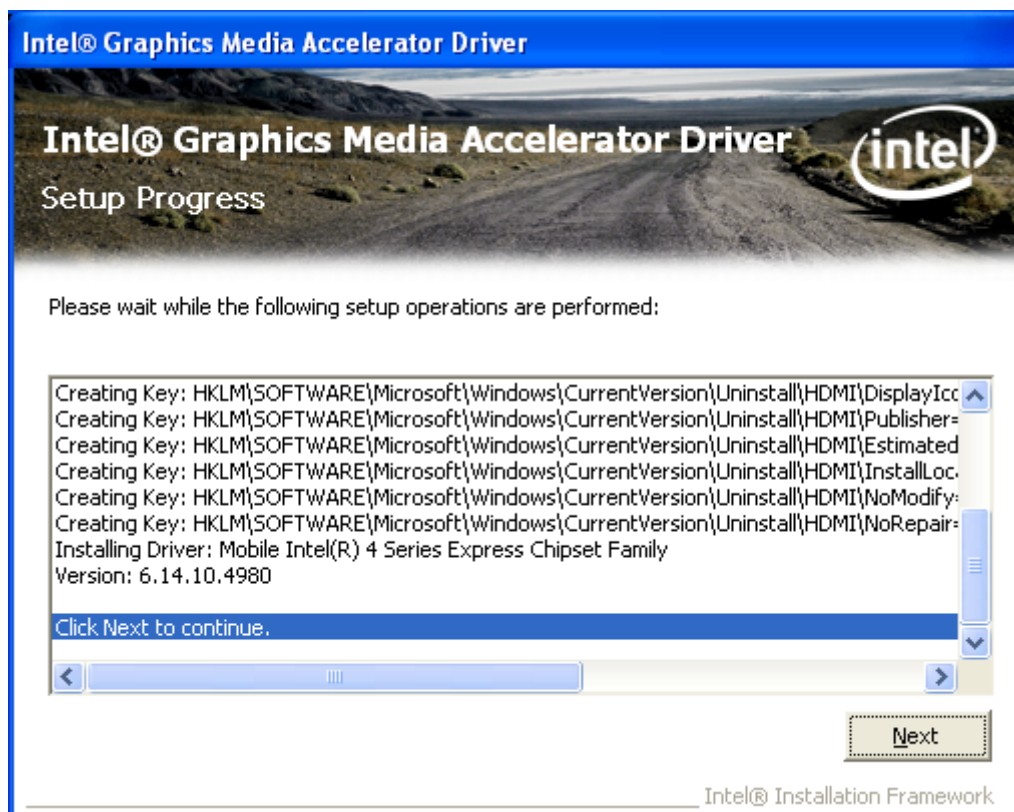 Intel® Graphics Media Accelerator Driver
Intel® Graphics Media Accelerator Driver
intel
Setup Progress
Please wait while the following setup operations are performed:
Creating Key: HKLM\SOFTWARE\Microsoft\Windows\CurrentVersion\Uninstall\HDMI\DisplayIcc
Creating Key: HKLM\SOFTWARE\Microsoft\Windows\CurrentVersion\Uninstall\HDMI\Publisher=
Creating Key: HKLM\SOFTWARE\Microsoft\Windows\CurrentVersion\Uninstall\HDMI\Estimated
Creating Key: HKLM\SOFTWARE\Microsoft\Windows\CurrentVersion\Uninstall\HDMI\InstallLoc
Creating Key: HKLM\SOFTWARE\Microsoft\Windows\CurrentVersion\Uninstall\HDMI\NoModify=
Creating Key: HKLM\SOFTWARE\Microsoft\Windows\CurrentVersion\Uninstall\HDMI\NoRepair=
Installing Driver: Mobile Intel(R) 4 Series Express Chipset Family
Version: 6.14.10.4980
Click Next to continue.
Next
Intel® Installation Framework